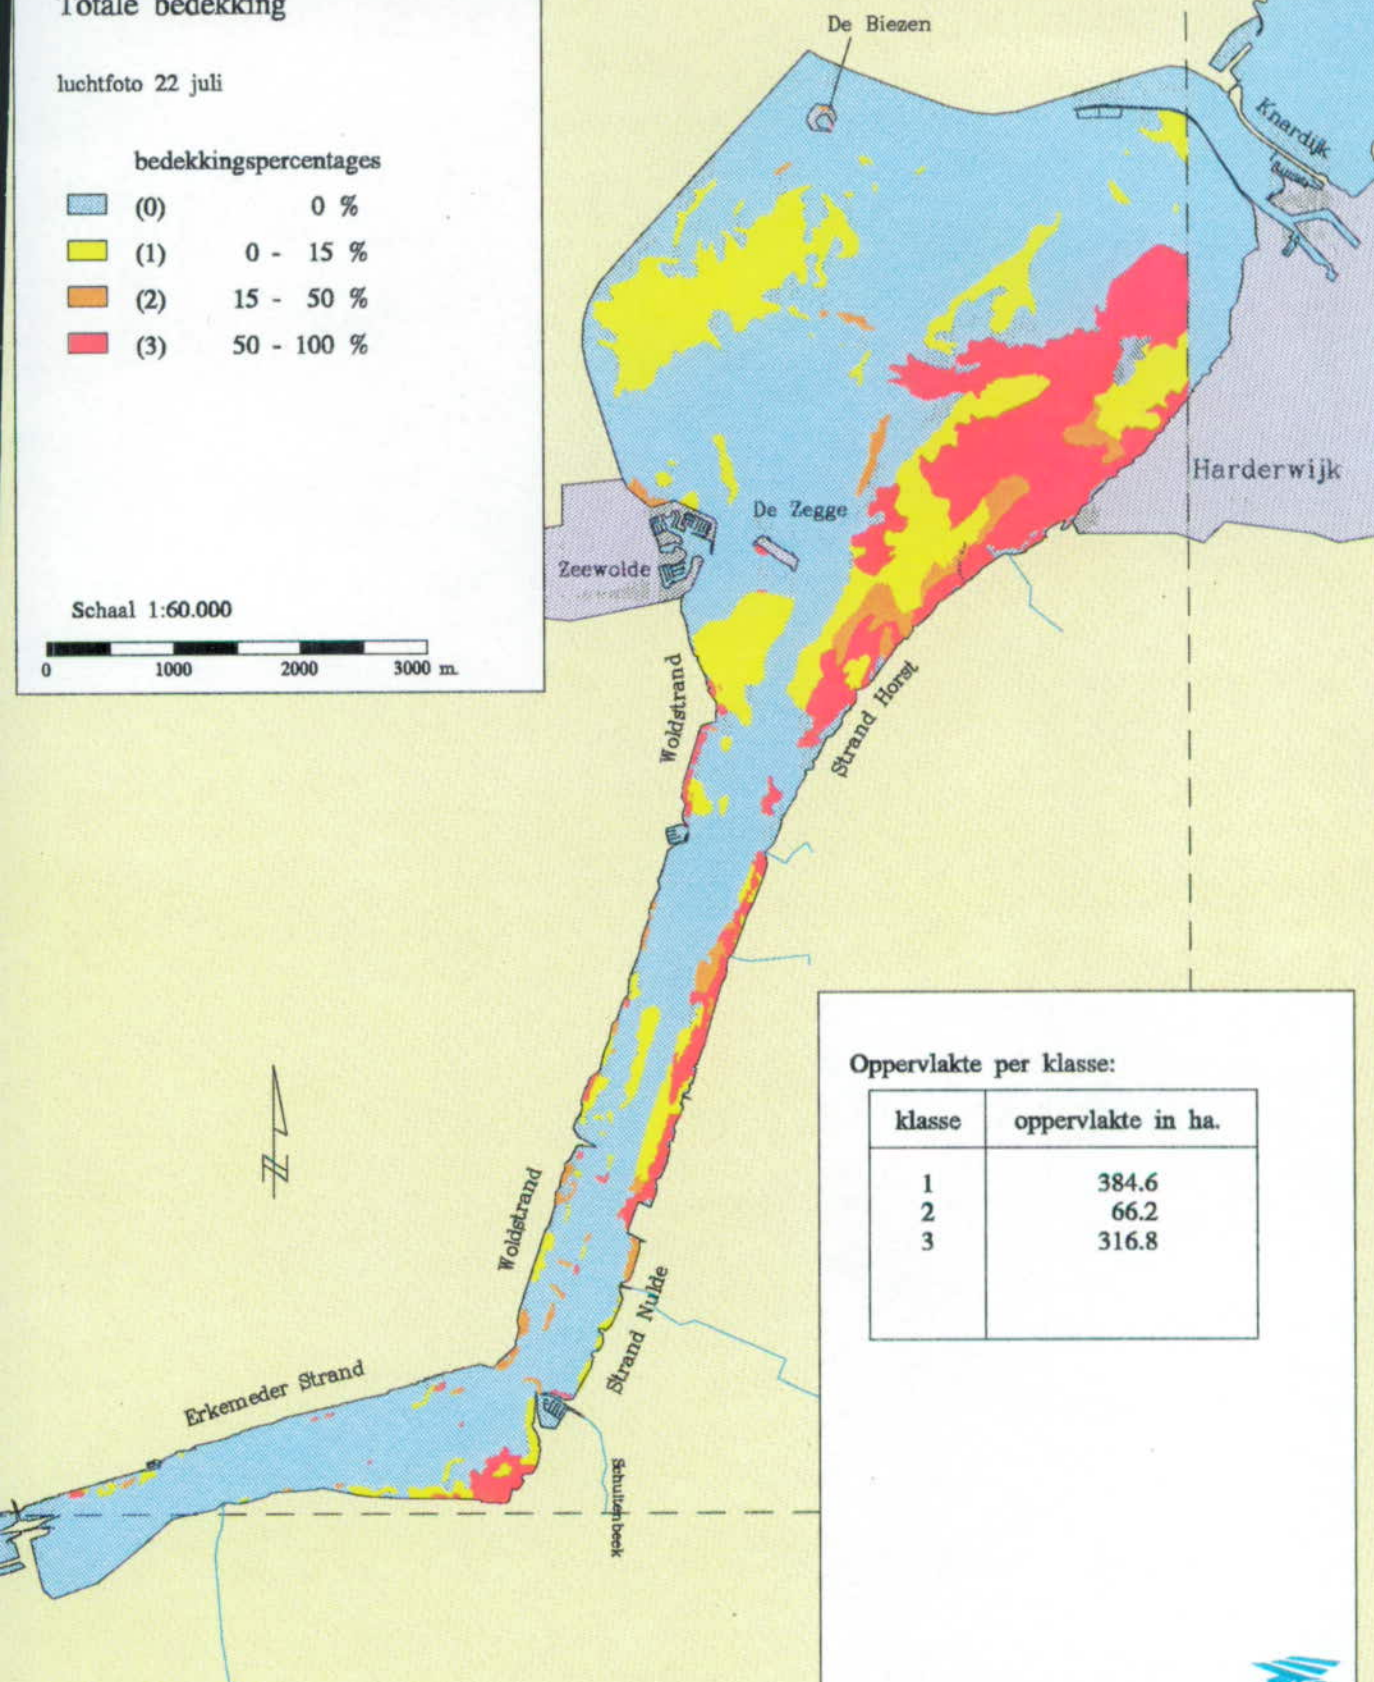 Totale bedekking
luchtfoto 22 juli
bedekkingspercentages
(0) 0 %
(1) 0 - 15 %
(2) 15 - 50 %
(3) 50 - 100 %
Schaal 1:60.000
0 1000 2000 3000 m.
De Biezen
Knardijk
Harderwijk
De Zegge
Zeewolde
Woldstrand
Strand Horst
Woldstrand
Strand Nulde
Erkemeder Strand
Schuitenbeek
Oppervlakte per klasse:
klasse oppervlakte in ha.
1 384.6
2 66.2
3 316.8